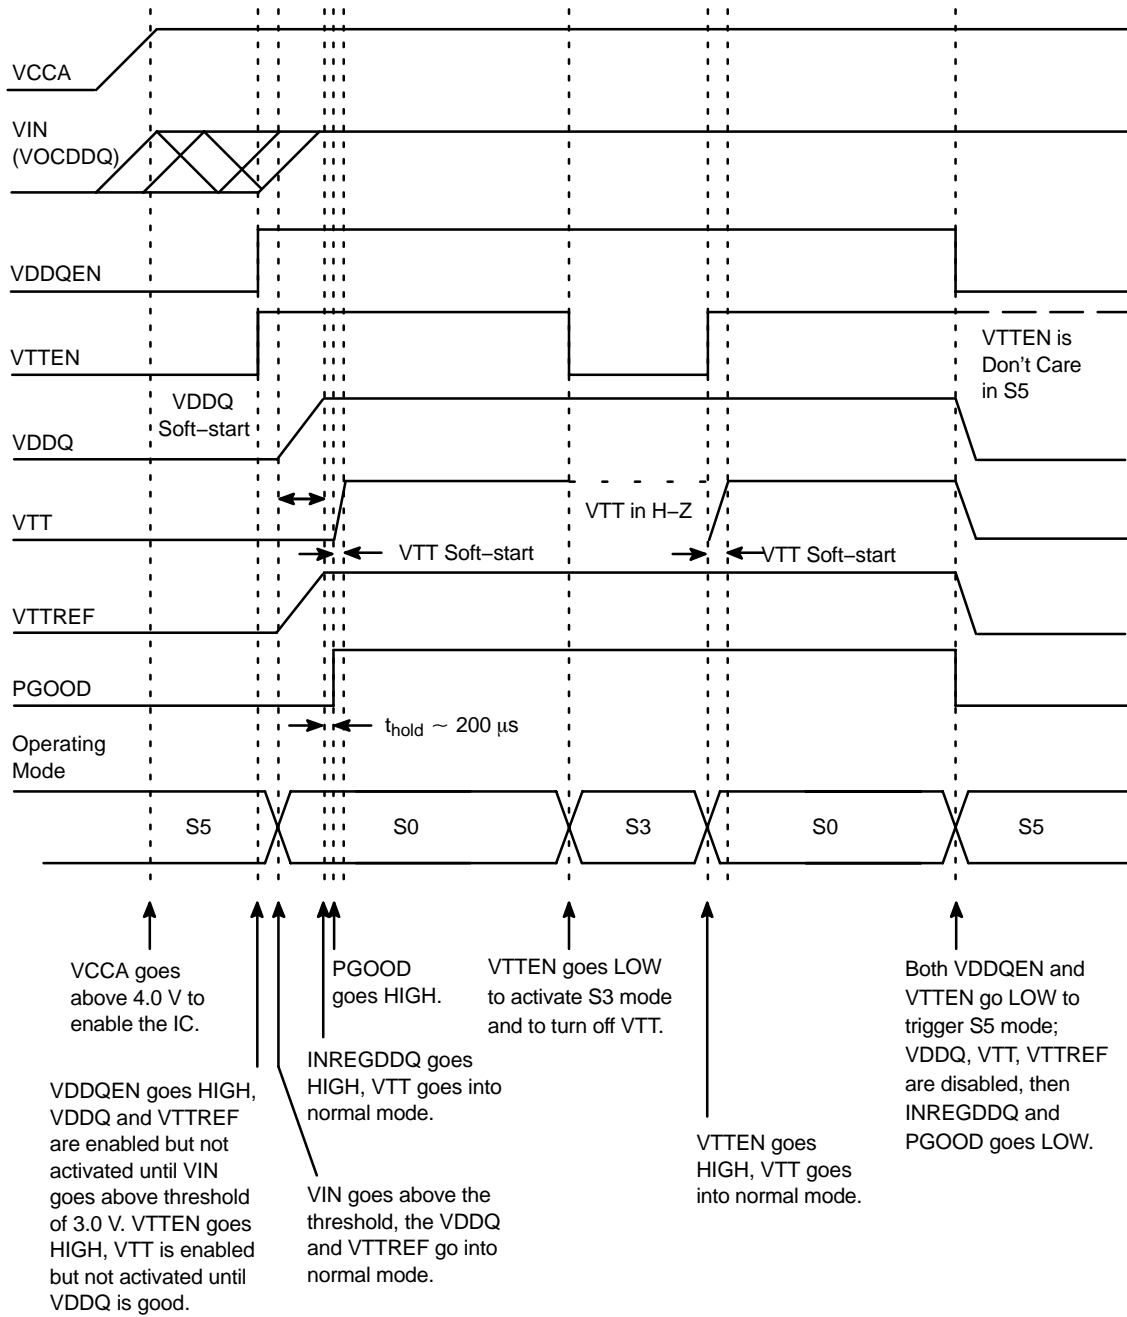 VCCA
VIN
(VOCDDQ)
VDDQEN
VTTEN
VTTEN is
Don't Care
in S5
VDDQ
Soft–start
VDDQ
VTT in H–Z
VTT
VTT Soft–start
VTT Soft–start
VTTREF
PGOOD
thold ~ 200 μs
Operating
Mode
S5
S0
S3
S0
S5
VCCA goes
above 4.0 V to
enable the IC.
PGOOD
goes HIGH.
VTTEN goes LOW
to activate S3 mode
and to turn off VTT.
Both VDDQEN and
VTTEN go LOW to
trigger S5 mode;
VDDQ, VTT, VTTREF
are disabled, then
INREGDDQ and
PGOOD goes LOW.
INREGDDQ goes
HIGH, VTT goes into
normal mode.
VDDQEN goes HIGH,
VDDQ and VTTREF
are enabled but not
activated until VIN
goes above threshold
of 3.0 V. VTTEN goes
HIGH, VTT is enabled
but not activated until
VDDQ is good.
VIN goes above the
threshold, the VDDQ
and VTTREF go into
normal mode.
VTTEN goes
HIGH, VTT goes
into normal mode.